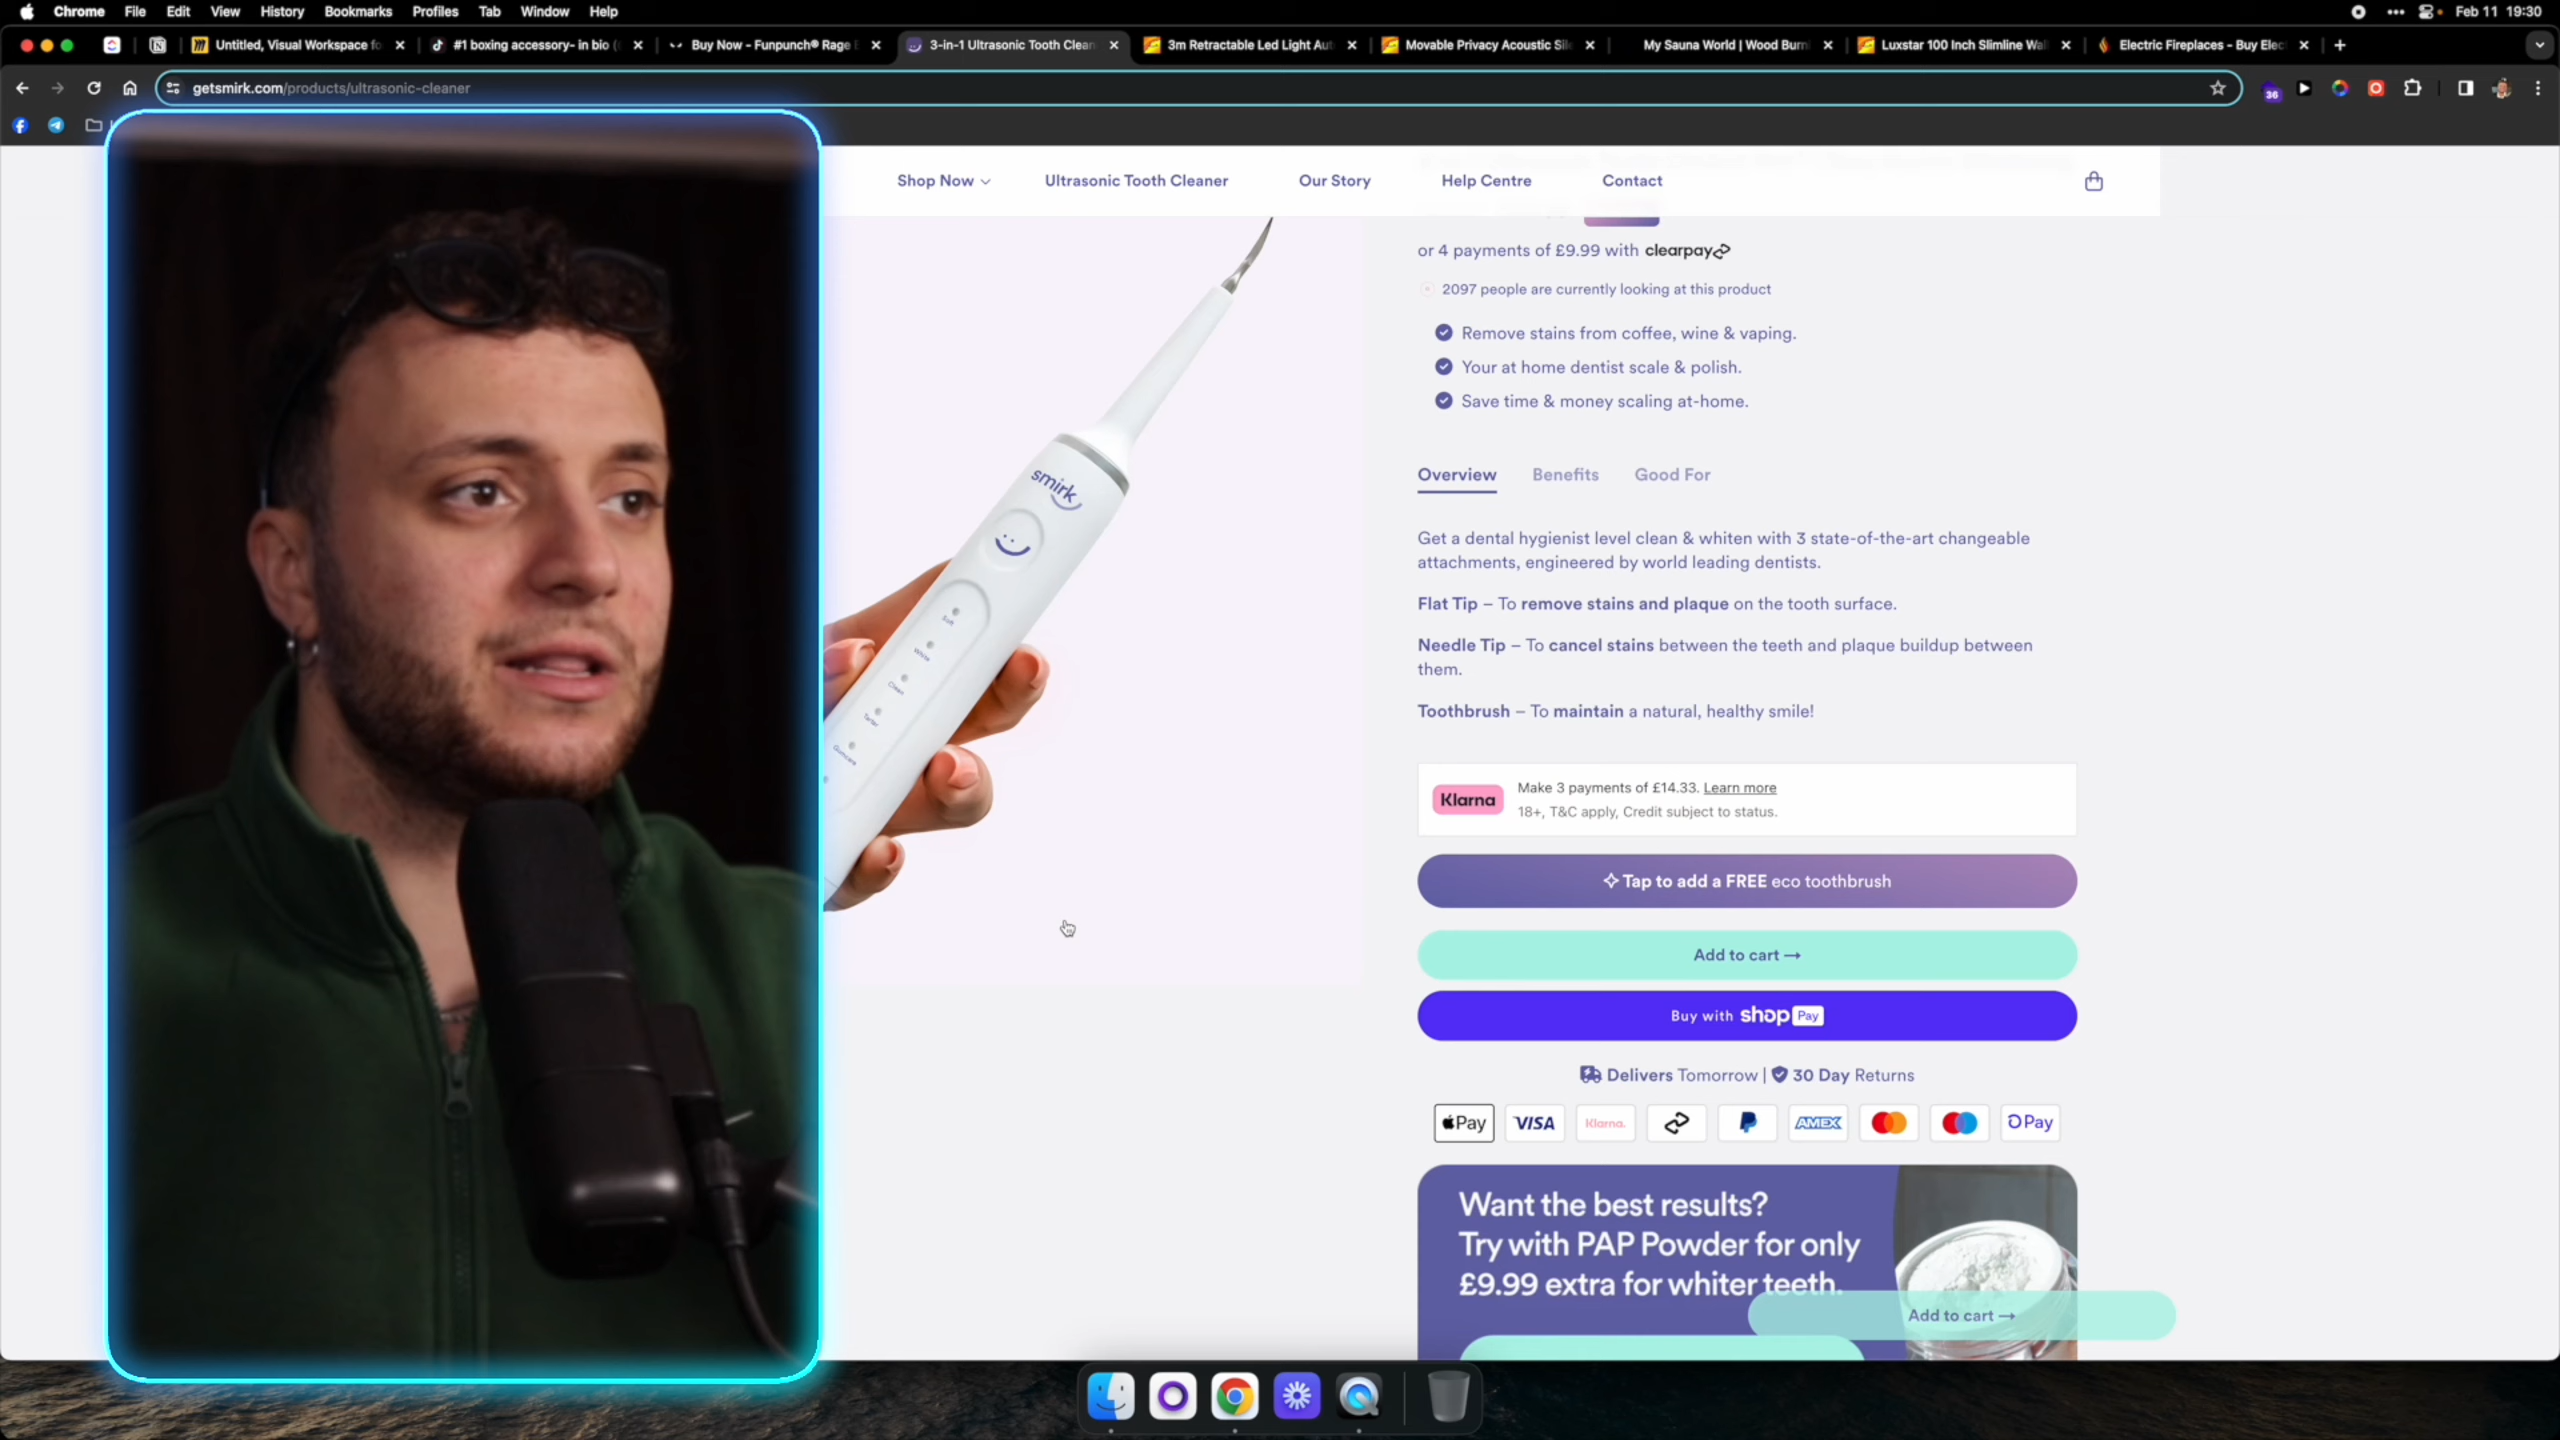 Chrome File Edit View History Bookmarks Profiles Tab Window Help
Feb 11 19:30
Untitled, Visual Workspace fo
#1 boxing accessory- in bio (
Buy Now - Funpunch® Rage
3-in-1 Ultrasonic Tooth Clean
3m Retractable Led Light Aut
Movable Privacy Acoustic Sil
My Sauna World | Wood Burni
Luxstar 100 Inch Slimline Wal
Electric Fireplaces - Buy Elec
getsmirk.com/products/ultrasonic-cleaner
36
Shop Now
Ultrasonic Tooth Cleaner
Our Story
Help Centre
Contact
or 4 payments of £9.99 with clearpay
2097 people are currently looking at this product
Remove stains from coffee, wine & vaping.
Your at home dentist scale & polish.
Save time & money scaling at-home.
smirk
Soft
White
Clean
Tartar
Gumcare
Overview Benefits Good For
Get a dental hygienist level clean & whiten with 3 state-of-the-art changeable
attachments, engineered by world leading dentists.
Flat Tip – To remove stains and plaque on the tooth surface.
Needle Tip – To cancel stains between the teeth and plaque buildup between
them.
Toothbrush – To maintain a natural, healthy smile!
Klarna
Make 3 payments of £14.33. Learn more
18+, T&C apply, Credit subject to status.
Tap to add a FREE eco toothbrush
Add to cart →
Buy with shop Pay
Delivers Tomorrow | 30 Day Returns
Pay VISA Klarna. AMEX Pay
Want the best results?
Try with PAP Powder for only
£9.99 extra for whiter teeth.
Add to cart →